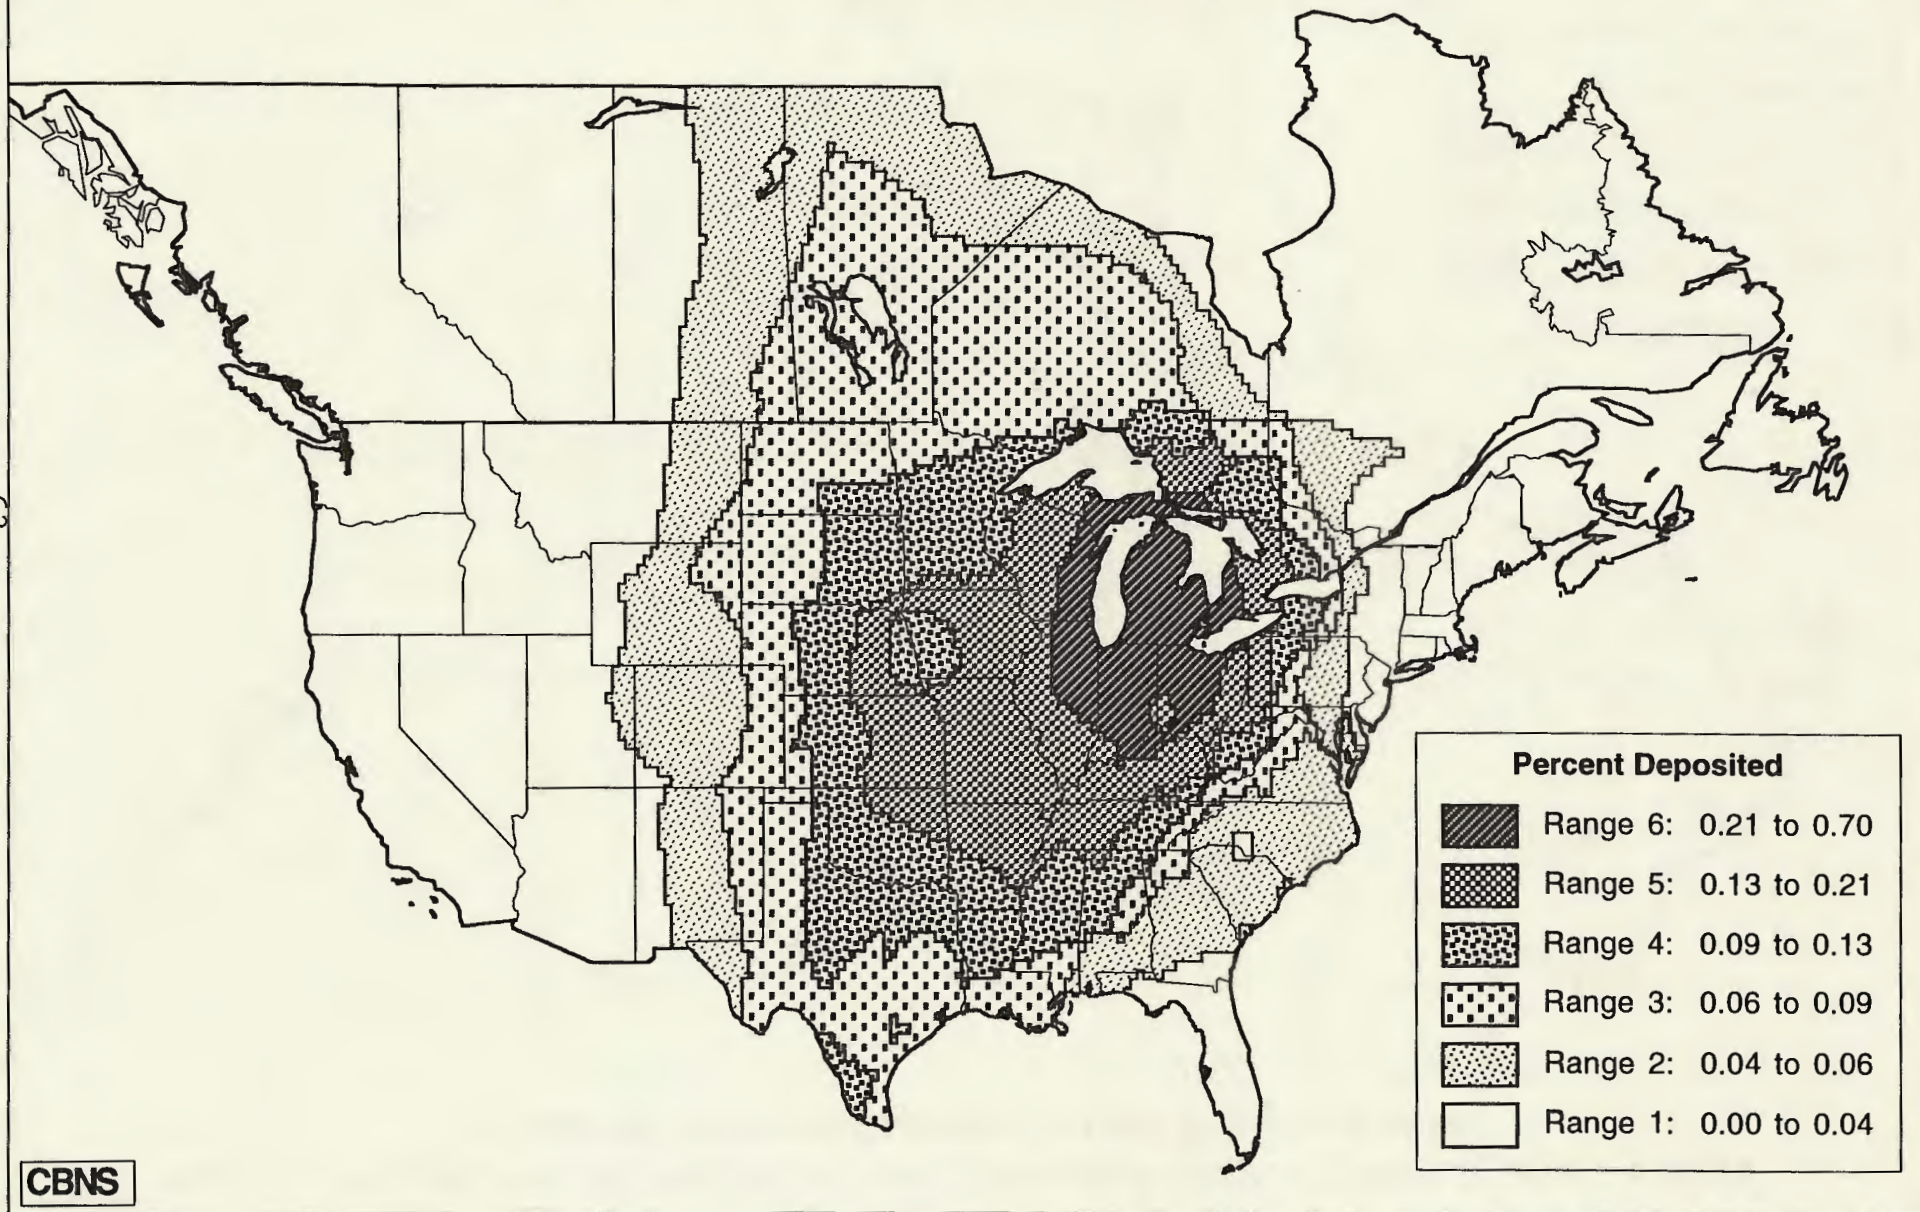 Percent Deposited
Range 6: 0.21 to 0.70
Range 5: 0.13 to 0.21
Range 4: 0.09 to 0.13
Range 3: 0.06 to 0.09
Range 2: 0.04 to 0.06
Range 1: 0.00 to 0.04
CBNS